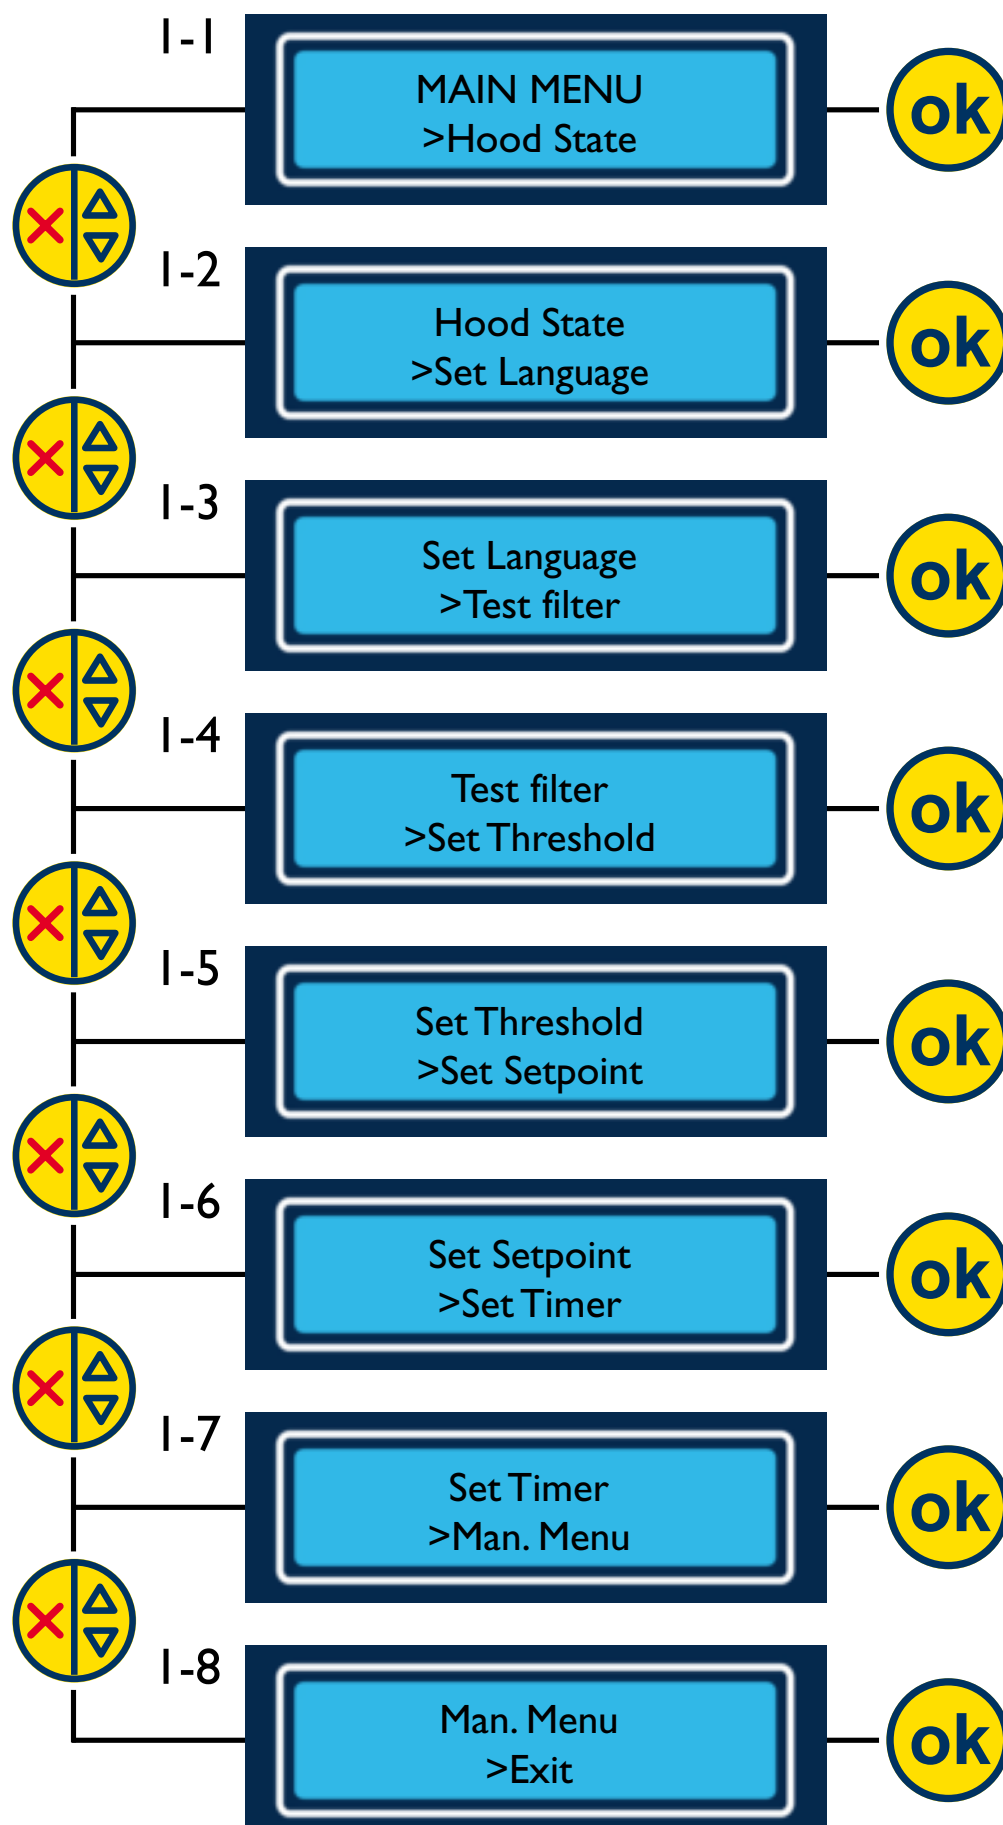 1-1
MAIN MENU
>Hood State
ok
1-2
Hood State
>Set Language
ok
1-3
Set Language
>Test filter
ok
1-4
Test filter
>Set Threshold
ok
1-5
Set Threshold
>Set Setpoint
ok
1-6
Set Setpoint
>Set Timer
ok
1-7
Set Timer
>Man. Menu
ok
1-8
Man. Menu
>Exit
ok